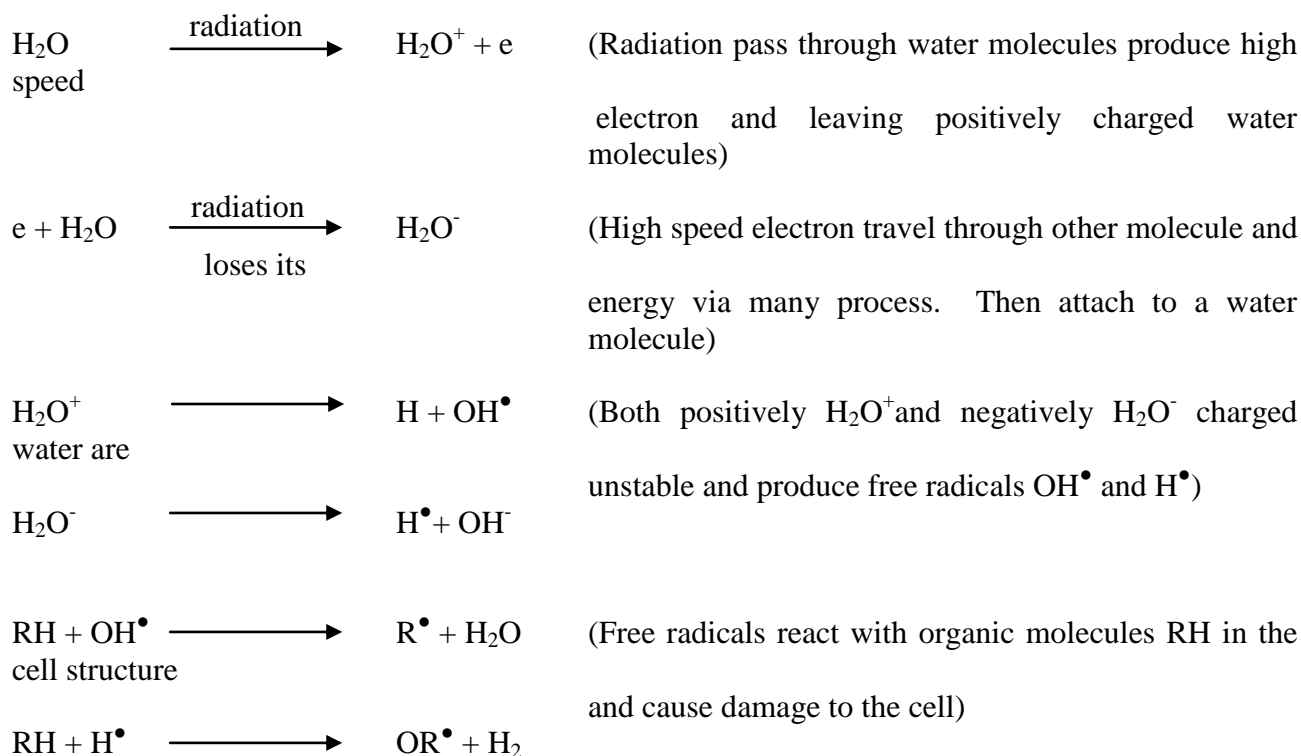 radiation
H₂O ⟶ H₂O⁺ + e (Radiation pass through water molecules produce high
speed
electron and leaving positively charged water
molecules)
radiation
e + H₂O ⟶ H₂O⁻ (High speed electron travel through other molecule and
loses its
energy via many process. Then attach to a water
molecule)
H₂O⁺ ⟶ H + OH• (Both positively H₂O⁺and negatively H₂O⁻ charged
water are
unstable and produce free radicals OH• and H•)
H₂O⁻ ⟶ H•+ OH⁻
RH + OH• ⟶ R• + H₂O (Free radicals react with organic molecules RH in the
cell structure
and cause damage to the cell)
RH + H• ⟶ OR• + H₂